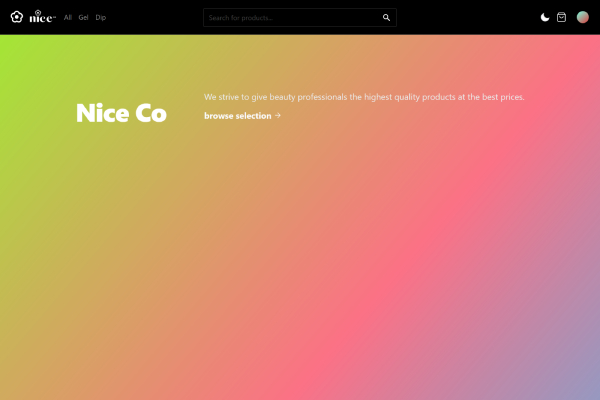 nice™ All Gel Dip
Search for products...
Nice Co
We strive to give beauty professionals the highest quality products at the best prices.
browse selection →